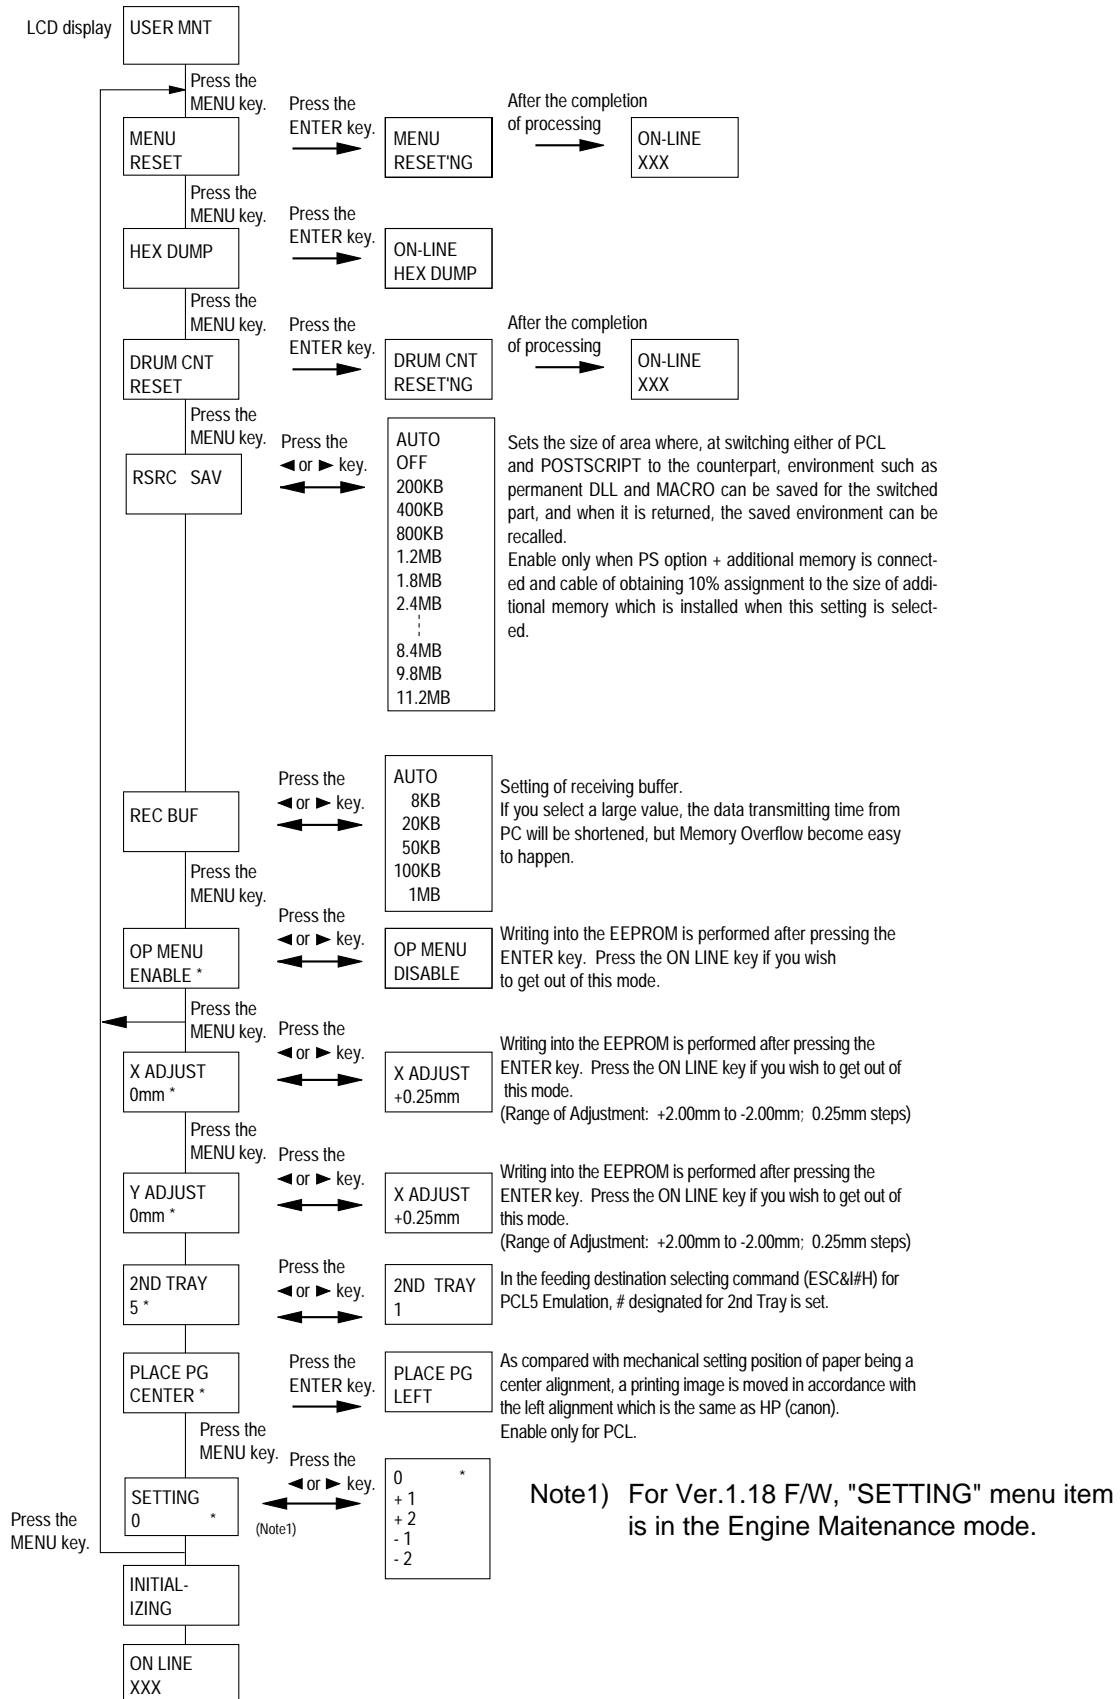 LCD display
USER MNT
Press the
MENU key.
MENU
RESET
Press the
ENTER key.
MENU
RESET'NG
After the completion
of processing
ON-LINE
XXX
Press the
MENU key.
HEX DUMP
Press the
ENTER key.
ON-LINE
HEX DUMP
Press the
MENU key.
DRUM CNT
RESET
Press the
ENTER key.
DRUM CNT
RESET'NG
After the completion
of processing
ON-LINE
XXX
Press the
MENU key.
RSRC SAV
Press the
◄ or ► key.
AUTO
OFF
200KB
400KB
800KB
1.2MB
1.8MB
2.4MB
8.4MB
9.8MB
11.2MB
Sets the size of area where, at switching either of PCL
and POSTSCRIPT to the counterpart, environment such as
permanent DLL and MACRO can be saved for the switched
part, and when it is returned, the saved environment can be
recalled.
Enable only when PS option + additional memory is connect-
ed and cable of obtaining 10% assignment to the size of addi-
tional memory which is installed when this setting is select-
ed.
REC BUF
Press the
◄ or ► key.
AUTO
8KB
20KB
50KB
100KB
1MB
Setting of receiving buffer.
If you select a large value, the data transmitting time from
PC will be shortened, but Memory Overflow become easy
to happen.
Press the
MENU key.
OP MENU
ENABLE *
Press the
◄ or ► key.
OP MENU
DISABLE
Writing into the EEPROM is performed after pressing the
ENTER key. Press the ON LINE key if you wish
to get out of this mode.
Press the
MENU key.
X ADJUST
0mm *
Press the
◄ or ► key.
X ADJUST
+0.25mm
Writing into the EEPROM is performed after pressing the
ENTER key. Press the ON LINE key if you wish to get out of
this mode.
(Range of Adjustment: +2.00mm to -2.00mm; 0.25mm steps)
Press the
MENU key.
Y ADJUST
0mm *
Press the
◄ or ► key.
X ADJUST
+0.25mm
Writing into the EEPROM is performed after pressing the
ENTER key. Press the ON LINE key if you wish to get out of
this mode.
(Range of Adjustment: +2.00mm to -2.00mm; 0.25mm steps)
2ND TRAY
5 *
Press the
◄ or ► key.
2ND TRAY
1
In the feeding destination selecting command (ESC&l#H) for
PCL5 Emulation, # designated for 2nd Tray is set.
PLACE PG
CENTER *
Press the
ENTER key.
PLACE PG
LEFT
As compared with mechanical setting position of paper being a
center alignment, a printing image is moved in accordance with
the left alignment which is the same as HP (canon).
Enable only for PCL.
Press the
MENU key.
SETTING
0 *
Press the
◄ or ► key.
(Note1)
0 *
+ 1
+ 2
- 1
- 2
Note1) For Ver.1.18 F/W, "SETTING" menu item
is in the Engine Maitenance mode.
Press the
MENU key.
INITIAL-
IZING
ON LINE
XXX